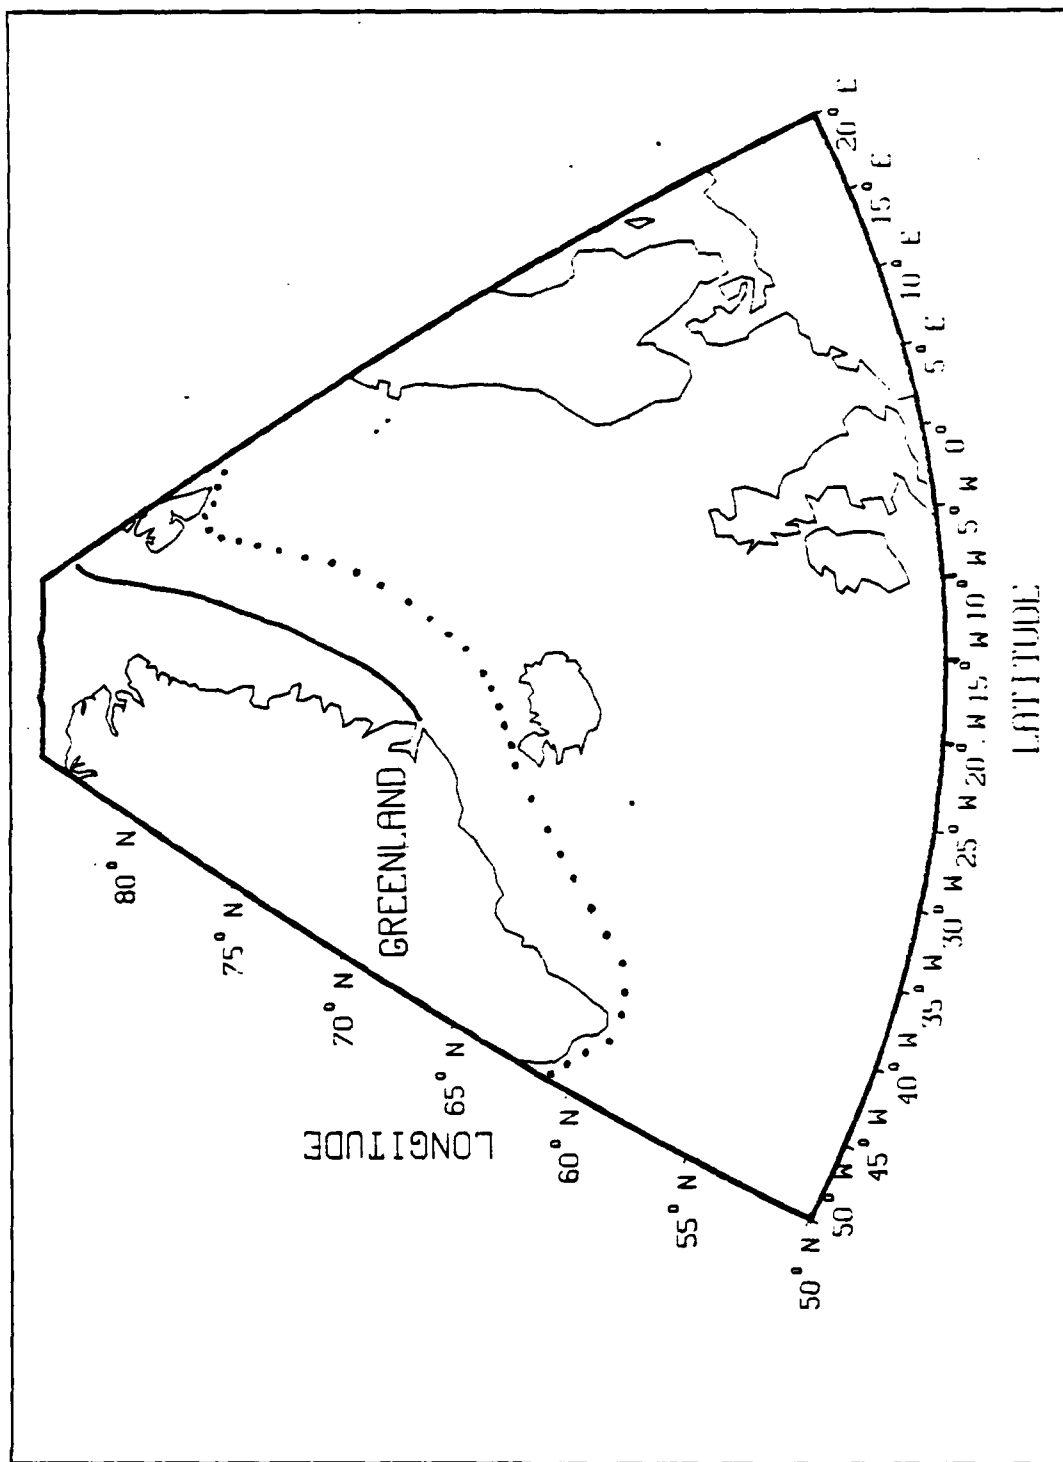 80° N
75° N
70° N
65° N
60° N
55° N
50° N
LONGITUDE
GREENLAND
50° W
45° W
40° W
35° W
30° W
25° W
20° W
15° W
10° W
5° W
0°
5° E
10° E
15° E
20° E
LATITUDE